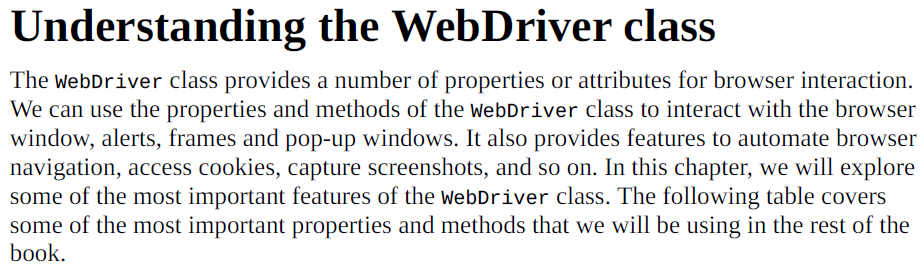 Understanding the WebDriver class
The WebDriver class provides a number of properties or attributes for browser interaction.
We can use the properties and methods of the WebDriver class to interact with the browser
window, alerts, frames and pop-up windows. It also provides features to automate browser
navigation, access cookies, capture screenshots, and so on. In this chapter, we will explore
some of the most important features of the WebDriver class. The following table covers
some of the most important properties and methods that we will be using in the rest of the
book.